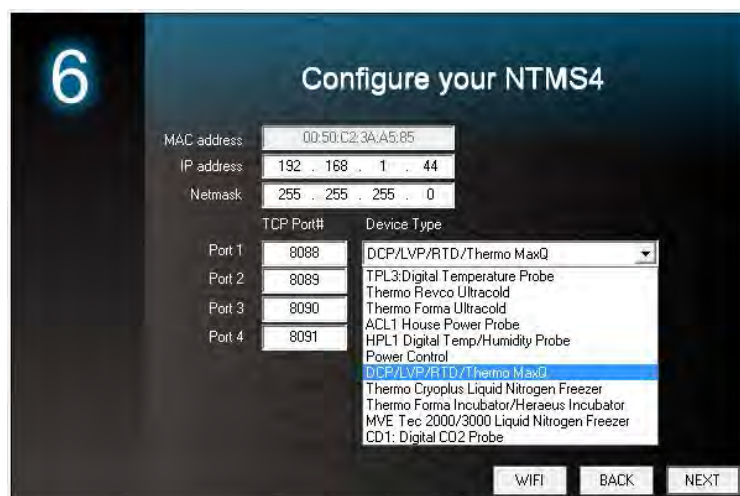 6
Configure your NTMS4
MAC address 00:50:C2:3A:A5:85
IP address 192 . 168 . 1 . 44
Netmask 255 . 255 . 255 . 0
TCP Port# Device Type
Port 1 8088 DCP/LVP/RTD/Thermo MaxQ
Port 2 8089
Port 3 8090
Port 4 8091
TPL3:Digital Temperature Probe
Thermo Revco Ultracold
Thermo Forma Ultracold
ACL1 House Power Probe
HPL1 Digital Temp/Humidity Probe
Power Control
DCP/LVP/RTD/Thermo MaxQ
Thermo Cryoplus Liquid Nitrogen Freezer
Thermo Forma Incubator/Heraeus Incubator
MVE Tec 2000/3000 Liquid Nitrogen Freezer
CD1: Digital CO2 Probe
WIFI BACK NEXT